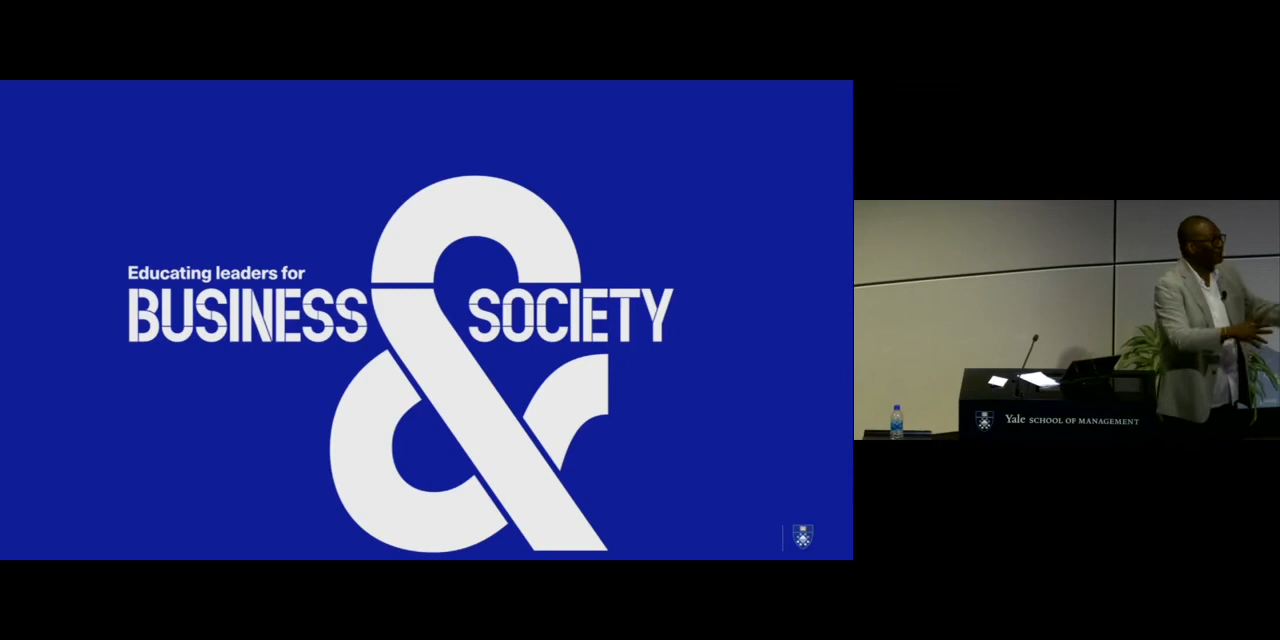 Educating leaders for
BUSINESS & SOCIETY
Yale SCHOOL OF MANAGEMENT